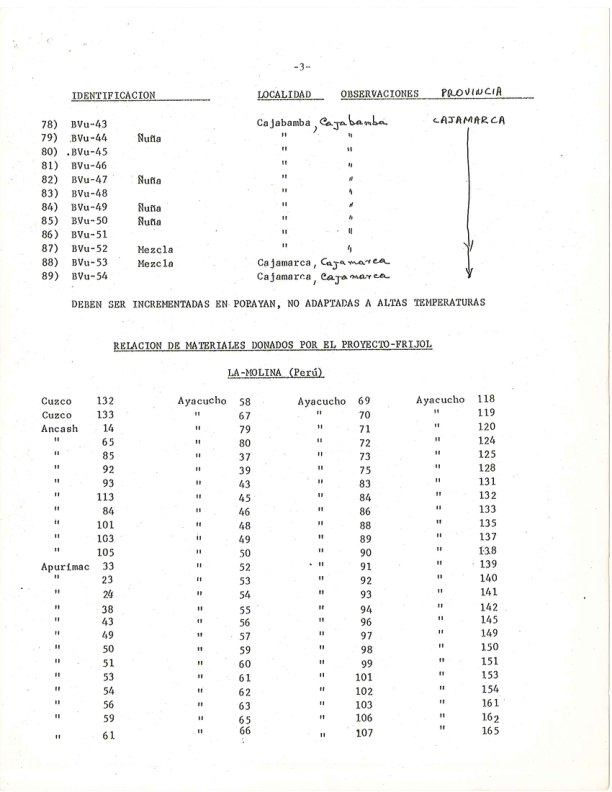 -3-
IDENTIFICACION LOCALIDAD OBSERVACIONES PROVINCIA
78) BVu-43 Cajabamba, Cajabamba CAJAMARCA
79) BVu-44 Ñuña " "
80) BVu-45 " "
81) BVu-46 " "
82) BVu-47 Ñuña " "
83) BVu-48 " "
84) BVu-49 Ñuña " "
85) BVu-50 Ñuña " "
86) BVu-51 " "
87) BVu-52 Mezcla " "
88) BVu-53 Mezcla Cajamarca, Cajamarca
89) BVu-54 Cajamarca, Cajamarca
DEBEN SER INCREMENTADAS EN POPAYAN, NO ADAPTADAS A ALTAS TEMPERATURAS
RELACION DE MATERIALES DONADOS POR EL PROYECTO-FRIJOL
LA-MOLINA (Perú)
Cuzco 132 Ayacucho 58 Ayacucho 69 Ayacucho 118
Cuzco 133 " 67 " 70 " 119
Ancash 14 " 79 " 71 " 120
" 65 " 80 " 72 " 124
" 85 " 37 " 73 " 125
" 92 " 39 " 75 " 128
" 93 " 43 " 83 " 131
" 113 " 45 " 84 " 132
" 84 " 46 " 86 " 133
" 101 " 48 " 88 " 135
" 103 " 49 " 89 " 137
" 105 " 50 " 90 " 138
Apurímac 33 " 52 " 91 " 139
" 23 " 53 " 92 " 140
" 24 " 54 " 93 " 141
" 38 " 55 " 94 " 142
" 43 " 56 " 96 " 145
" 49 " 57 " 97 " 149
" 50 " 59 " 98 " 150
" 51 " 60 " 99 " 151
" 53 " 61 " 101 " 153
" 54 " 62 " 102 " 154
" 56 " 63 " 103 " 161
" 59 " 65 " 106 " 162
" 61 " 66 " 107 " 165